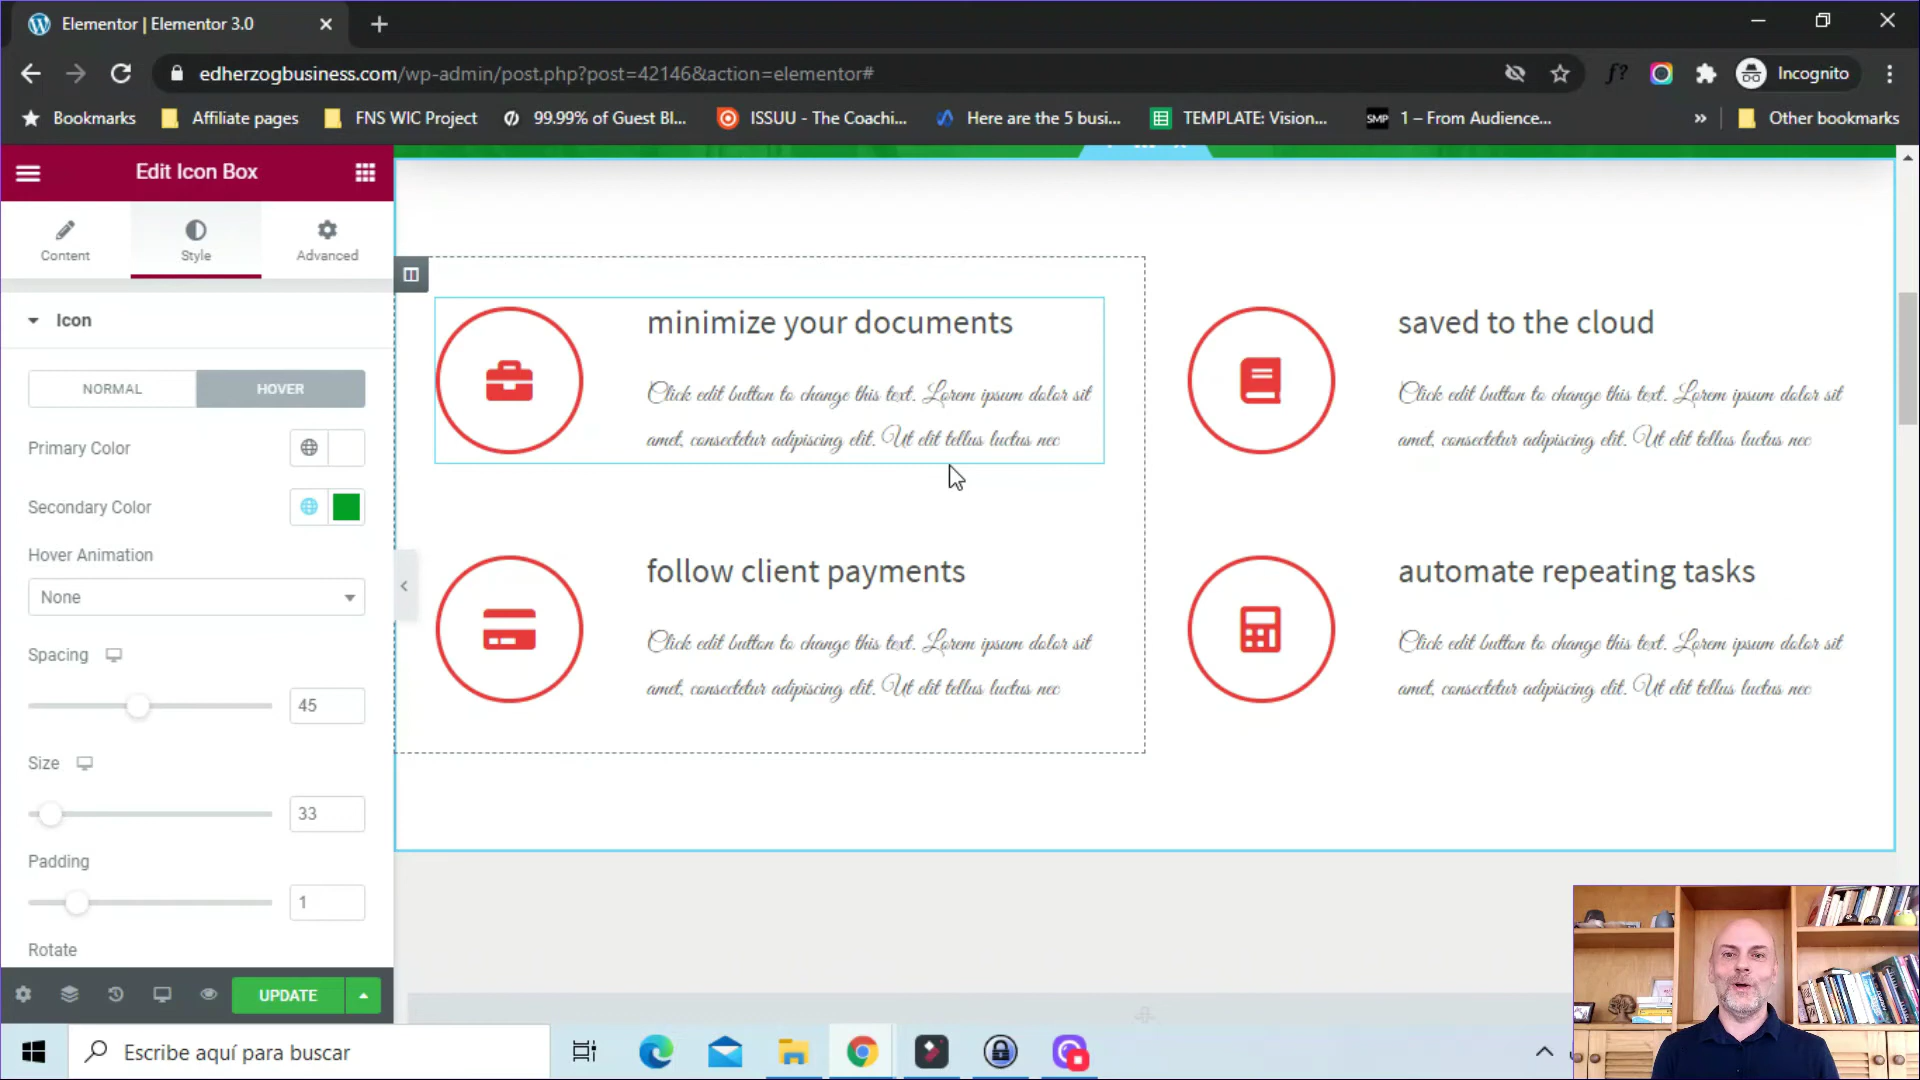 Elementor | Elementor 3.0
edherzogbusiness.com/wp-admin/post.php?post=42146&action=elementor#
f?
Incognito
Bookmarks
Affiliate pages
FNS WIC Project
99.99% of Guest Bl...
ISSUU - The Coachi...
Here are the 5 busi...
TEMPLATE: Vision...
SMP
1 – From Audience...
»
Other bookmarks
Edit Icon Box
Content
Style
Advanced
Icon
NORMAL
HOVER
Primary Color
Secondary Color
Hover Animation
None
Spacing
45
Size
33
Padding
1
Rotate
UPDATE
minimize your documents
Click edit button to change this text. Lorem ipsum dolor sit
amet, consectetur adipiscing elit. Ut elit tellus luctus nec
saved to the cloud
Click edit button to change this text. Lorem ipsum dolor sit
amet, consectetur adipiscing elit. Ut elit tellus luctus nec
follow client payments
Click edit button to change this text. Lorem ipsum dolor sit
amet, consectetur adipiscing elit. Ut elit tellus luctus nec
automate repeating tasks
Click edit button to change this text. Lorem ipsum dolor sit
amet, consectetur adipiscing elit. Ut elit tellus luctus nec
Escribe aquí para buscar